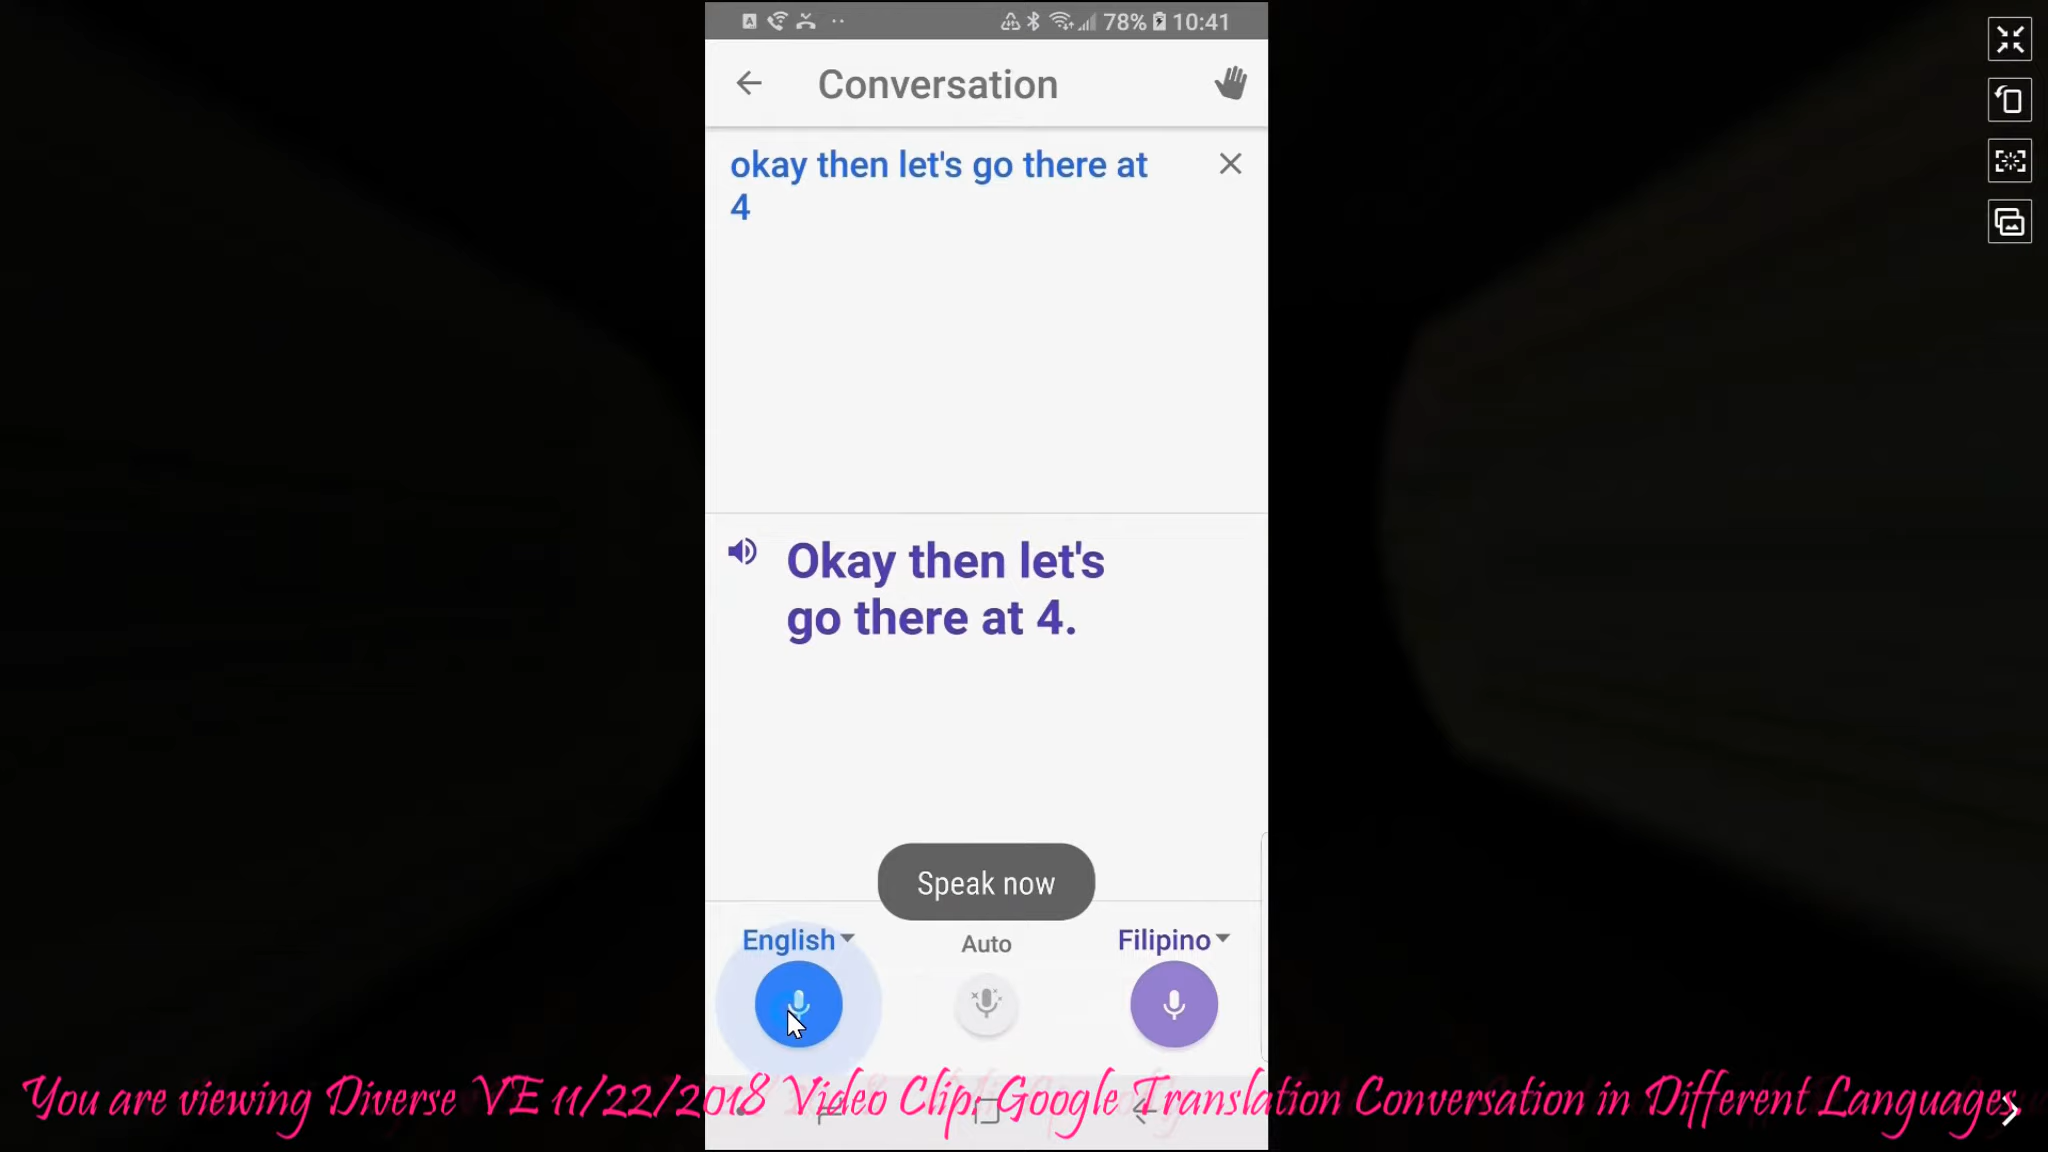 78% 10:41
Conversation
okay then let's go there at
4
Okay then let's
go there at 4.
Speak now
English
Auto
Filipino
You are viewing Diverse VE 11/22/2018 Video Clip: Google Translation Conversation in Different Languages.